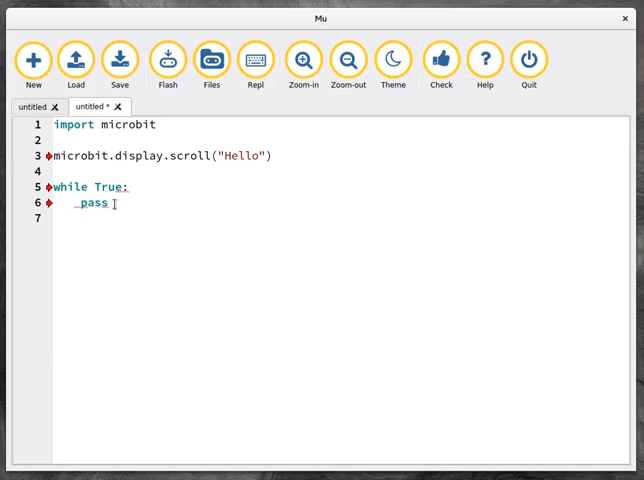 Mu
New Load Save Flash Files Repl Zoom-in Zoom-out Theme Check Help Quit
untitled untitled *
1 import microbit
2
3 microbit.display.scroll("Hello")
4
5 while True:
6     pass
7